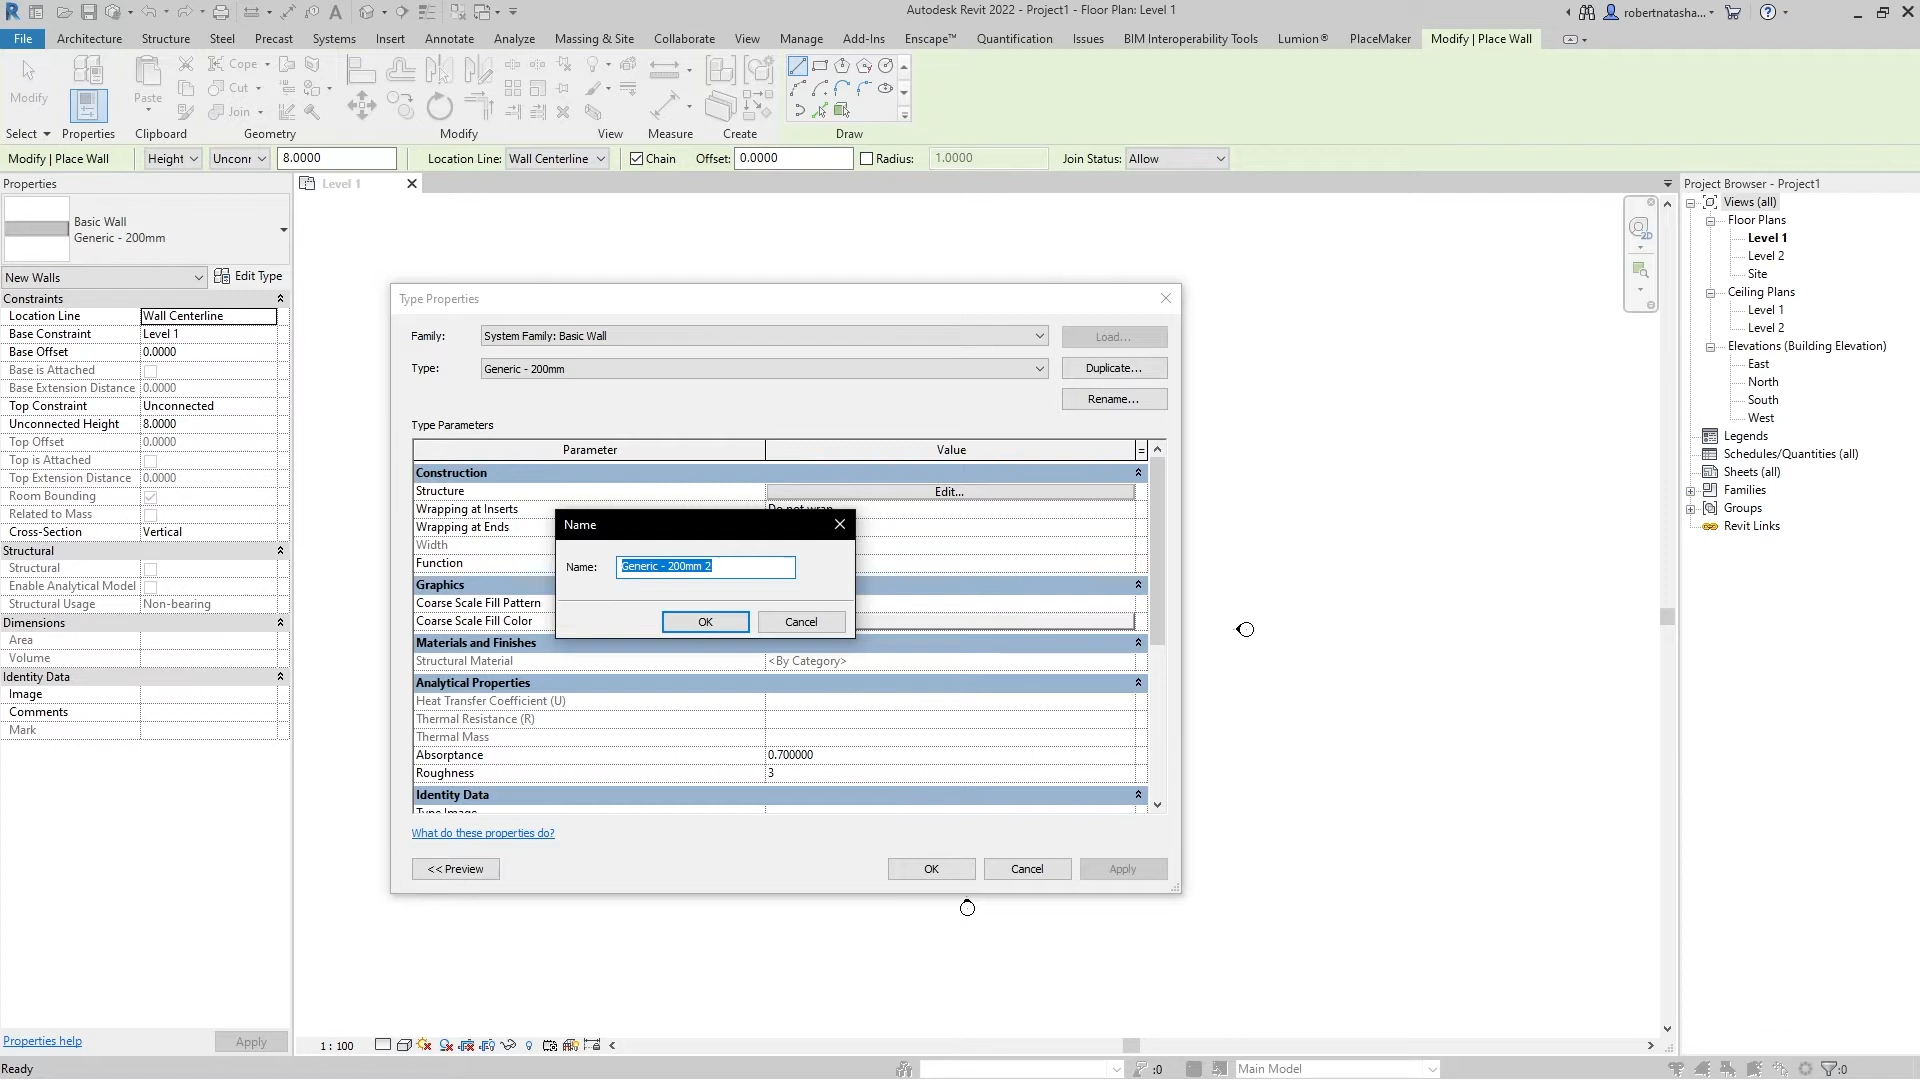 Autodesk Revit 2022 - Project1 - Floor Plan: Level 1
robertnatasha...
File Architecture Structure Steel Precast Systems Insert Annotate Analyze Massing & Site Collaborate View Manage Add-Ins Enscape™ Quantification Issues BIM Interoperability Tools Lumion® PlaceMaker Modify | Place Wall
Modify
Paste
Cope
Cut
Join
Select Properties Clipboard Geometry Modify View Measure Create Draw
Modify | Place Wall Height Unconr 8.0000 Location Line: Wall Centerline Chain Offset: 0.0000 Radius: 1.0000 Join Status: Allow
Properties
Basic Wall
Generic - 200mm
New Walls Edit Type
Constraints
Location Line Wall Centerline
Base Constraint Level 1
Base Offset 0.0000
Base is Attached
Base Extension Distance 0.0000
Top Constraint Unconnected
Unconnected Height 8.0000
Top Offset 0.0000
Top is Attached
Top Extension Distance 0.0000
Room Bounding
Related to Mass
Cross-Section Vertical
Structural
Structural
Enable Analytical Model
Structural Usage Non-bearing
Dimensions
Area
Volume
Identity Data
Image
Comments
Mark
Properties help Apply
Level 1
2D
Type Properties
Family: System Family: Basic Wall Load...
Type: Generic - 200mm Duplicate...
Rename...
Type Parameters
Parameter Value =
Construction
Structure Edit...
Wrapping at Inserts Do not wrap
Wrapping at Ends
Width
Function
Graphics
Coarse Scale Fill Pattern
Coarse Scale Fill Color
Materials and Finishes
Structural Material <By Category>
Analytical Properties
Heat Transfer Coefficient (U)
Thermal Resistance (R)
Thermal Mass
Absorptance 0.700000
Roughness 3
Identity Data
Type Image
What do these properties do?
<< Preview OK Cancel Apply
Name
Name: Generic - 200mm 2
OK Cancel
Project Browser - Project1
Views (all)
Floor Plans
Level 1
Level 2
Site
Ceiling Plans
Level 1
Level 2
Elevations (Building Elevation)
East
North
South
West
Legends
Schedules/Quantities (all)
Sheets (all)
Families
Groups
Revit Links
1 : 100
Ready :0 Main Model :0